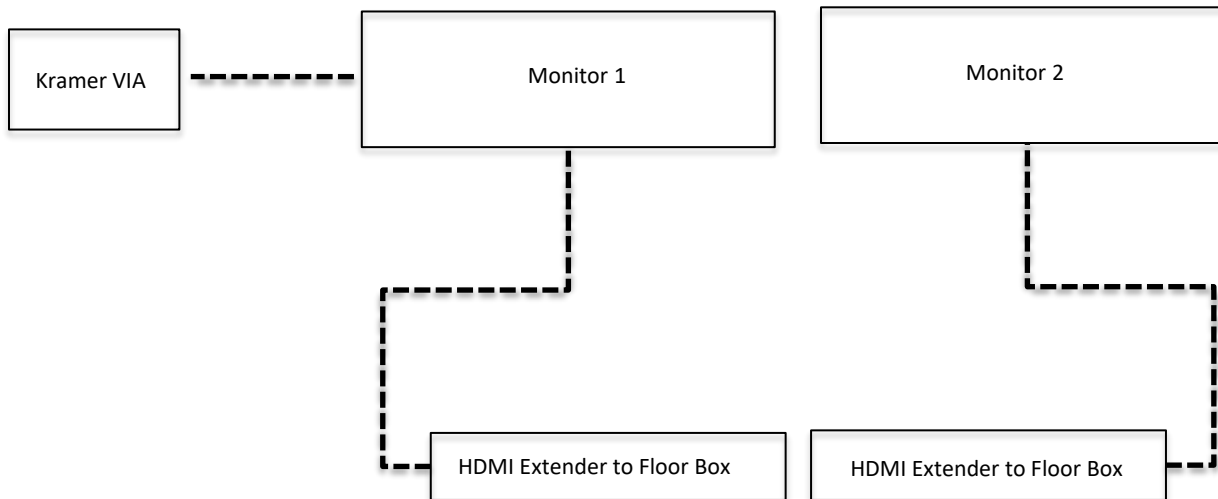 Kramer VIA
Monitor 1
Monitor 2
HDMI Extender to Floor Box
HDMI Extender to Floor Box